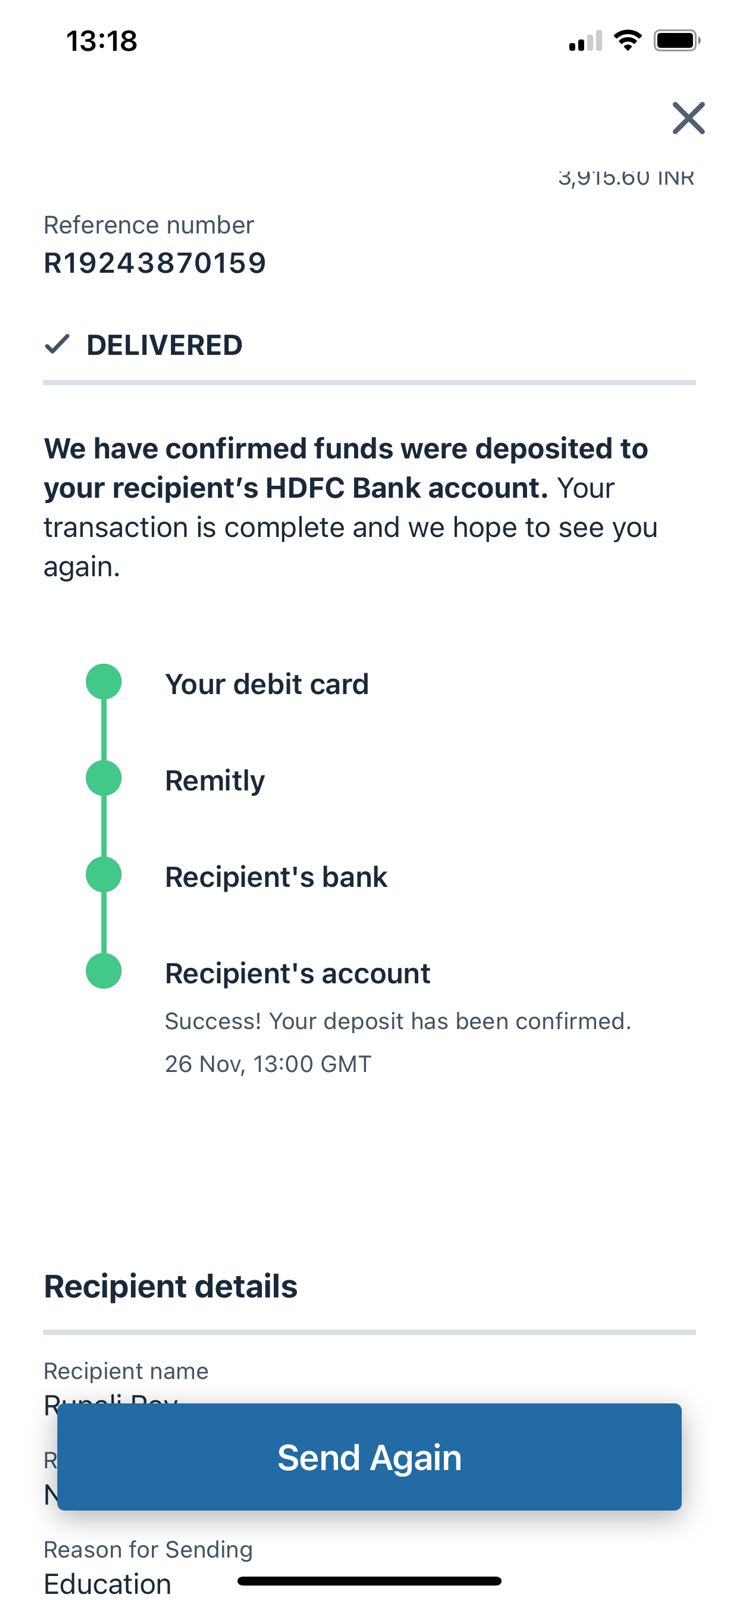 13:18
3,915.60 INR
Reference number
R19243870159
DELIVERED
We have confirmed funds were deposited to
your recipient’s HDFC Bank account. Your
transaction is complete and we hope to see you
again.
Your debit card
Remitly
Recipient's bank
Recipient's account
Success! Your deposit has been confirmed.
26 Nov, 13:00 GMT
Recipient details
Recipient name
Send Again
Reason for Sending
Education